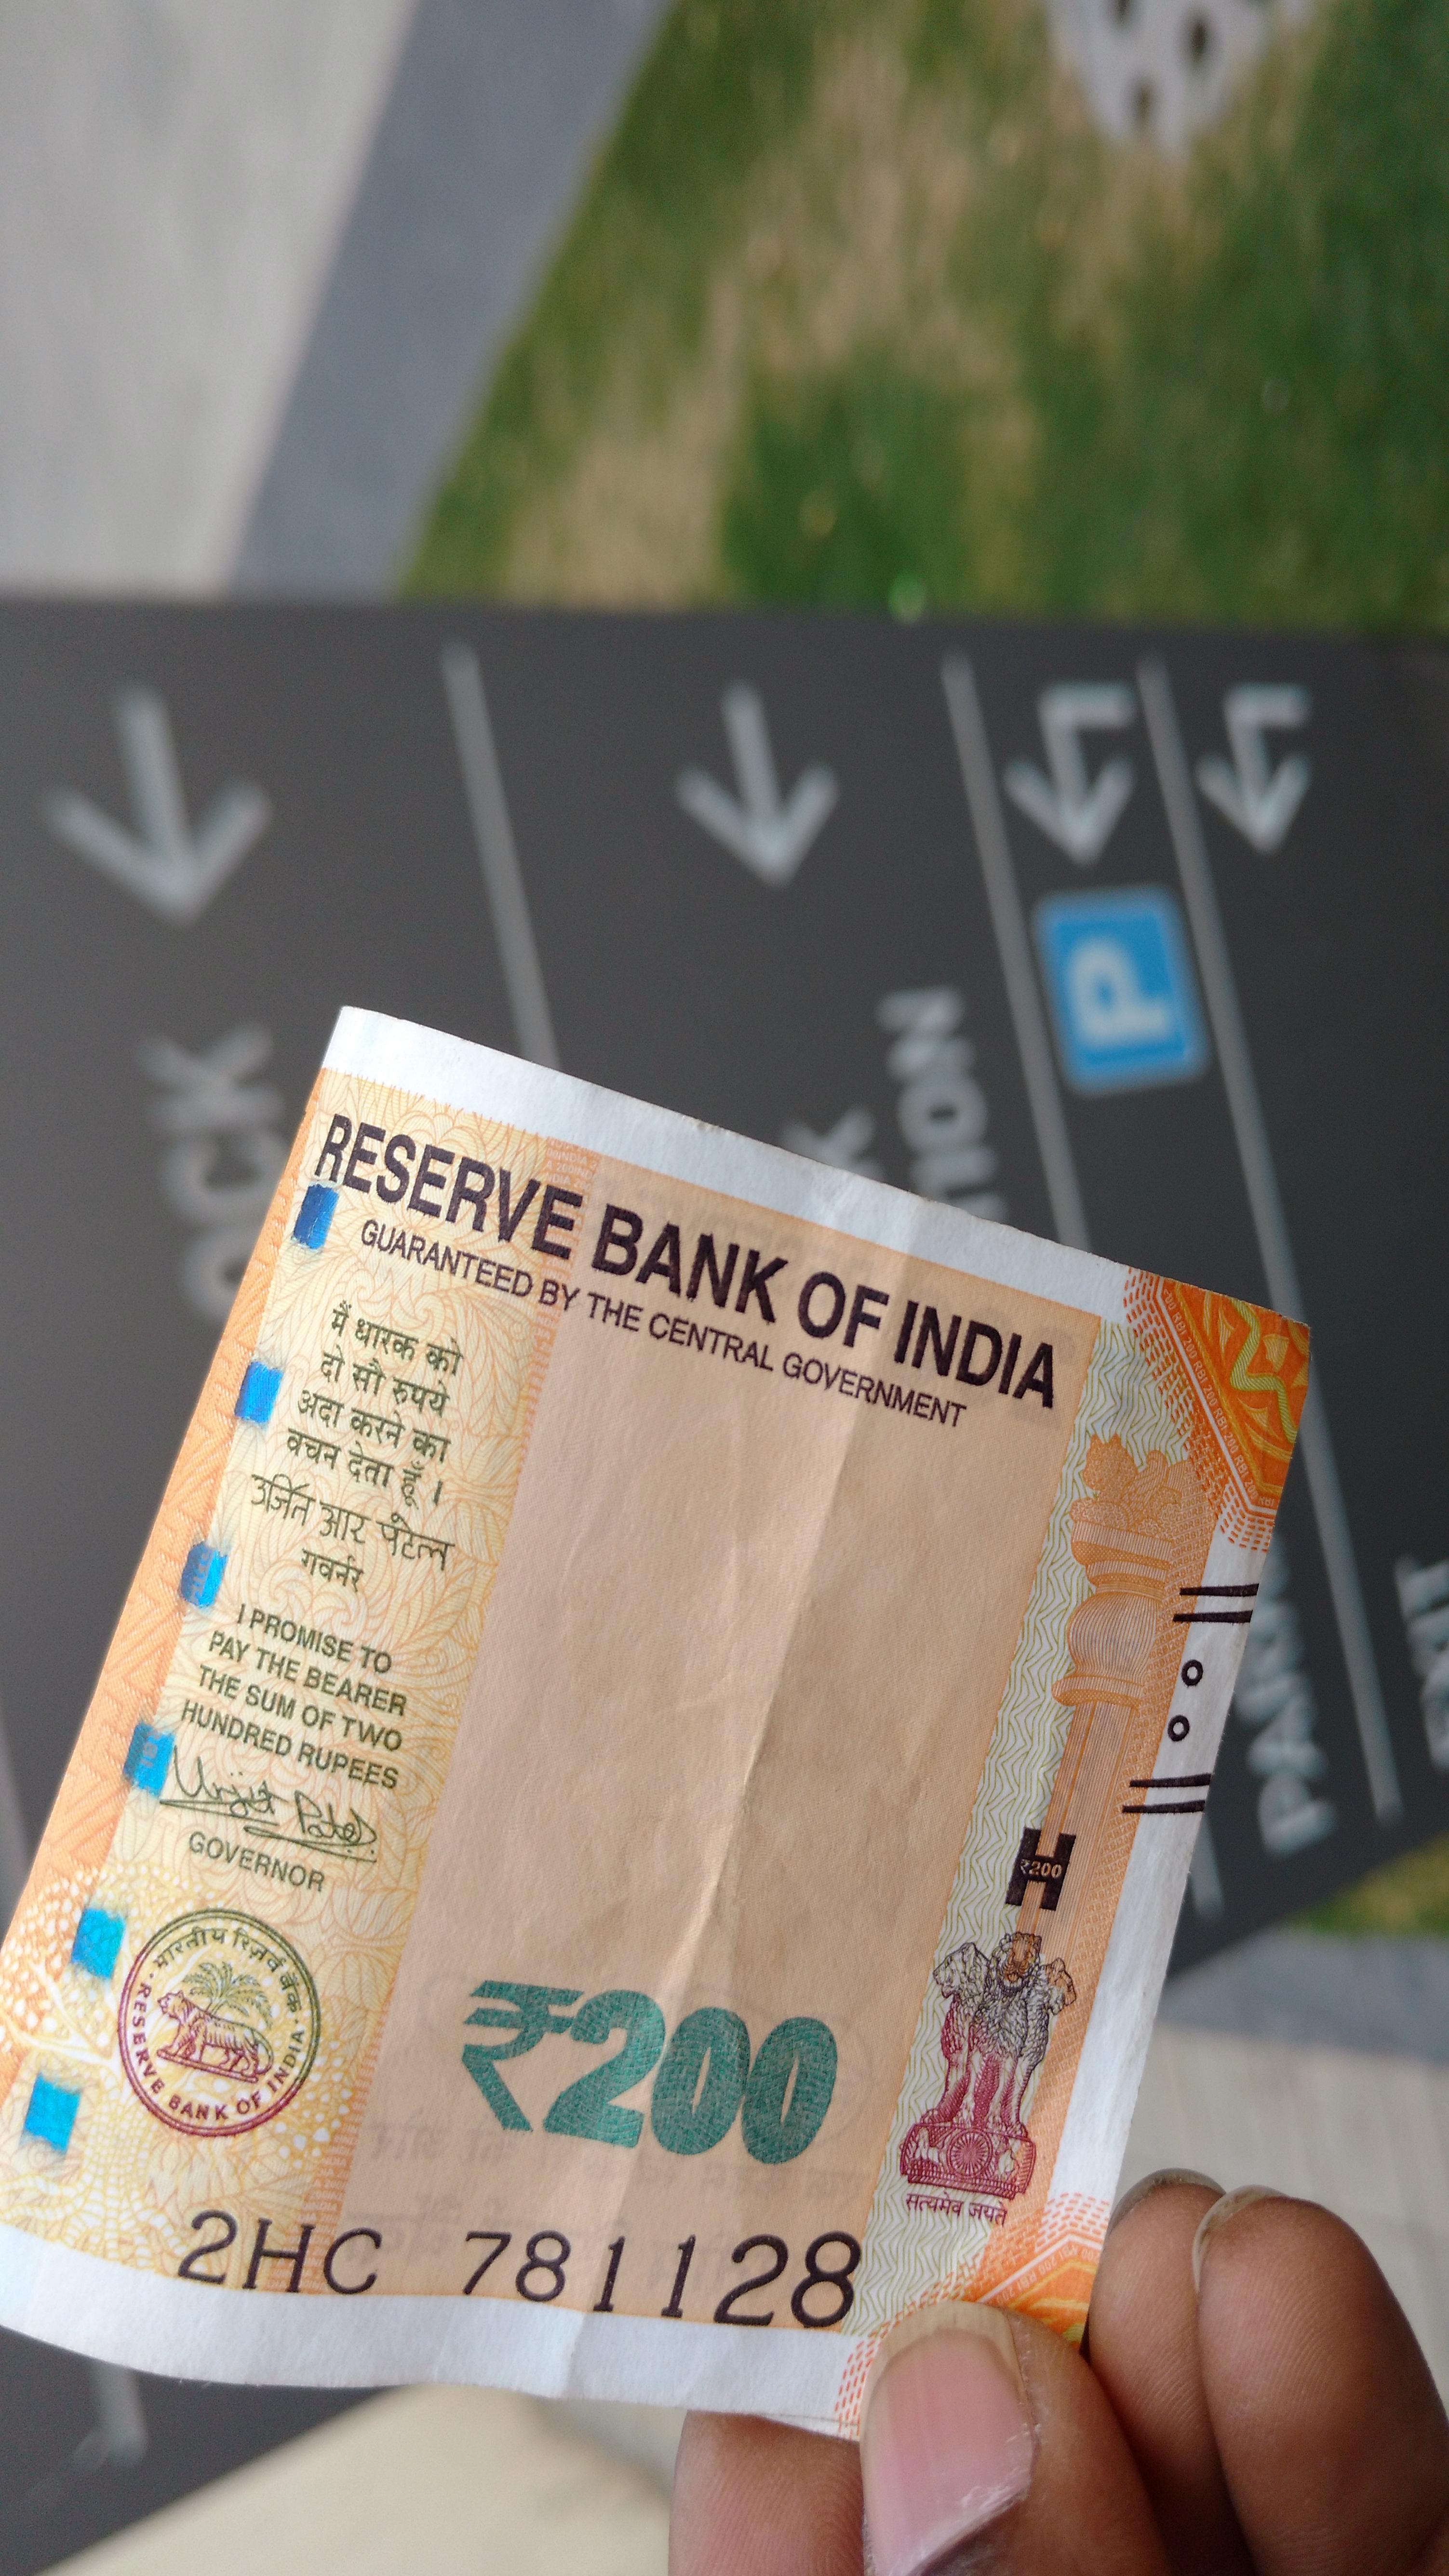 RESERVE BANK OF INDIA
GUARANTEED BY THE CENTRAL GOVERNMENT
मैं धारक को
दो सौ रुपये
अदा करने का
वचन देता हूँ ।
उर्जित आर पटेल
गवर्नर
I PROMISE TO
PAY THE BEARER
THE SUM OF TWO
HUNDRED RUPEES
Urjit Patel
GOVERNOR
भारतीय रिज़र्व बैंक
RESERVE BANK OF INDIA
₹200
₹200
सत्यमेव जयते
2HC 781128
P